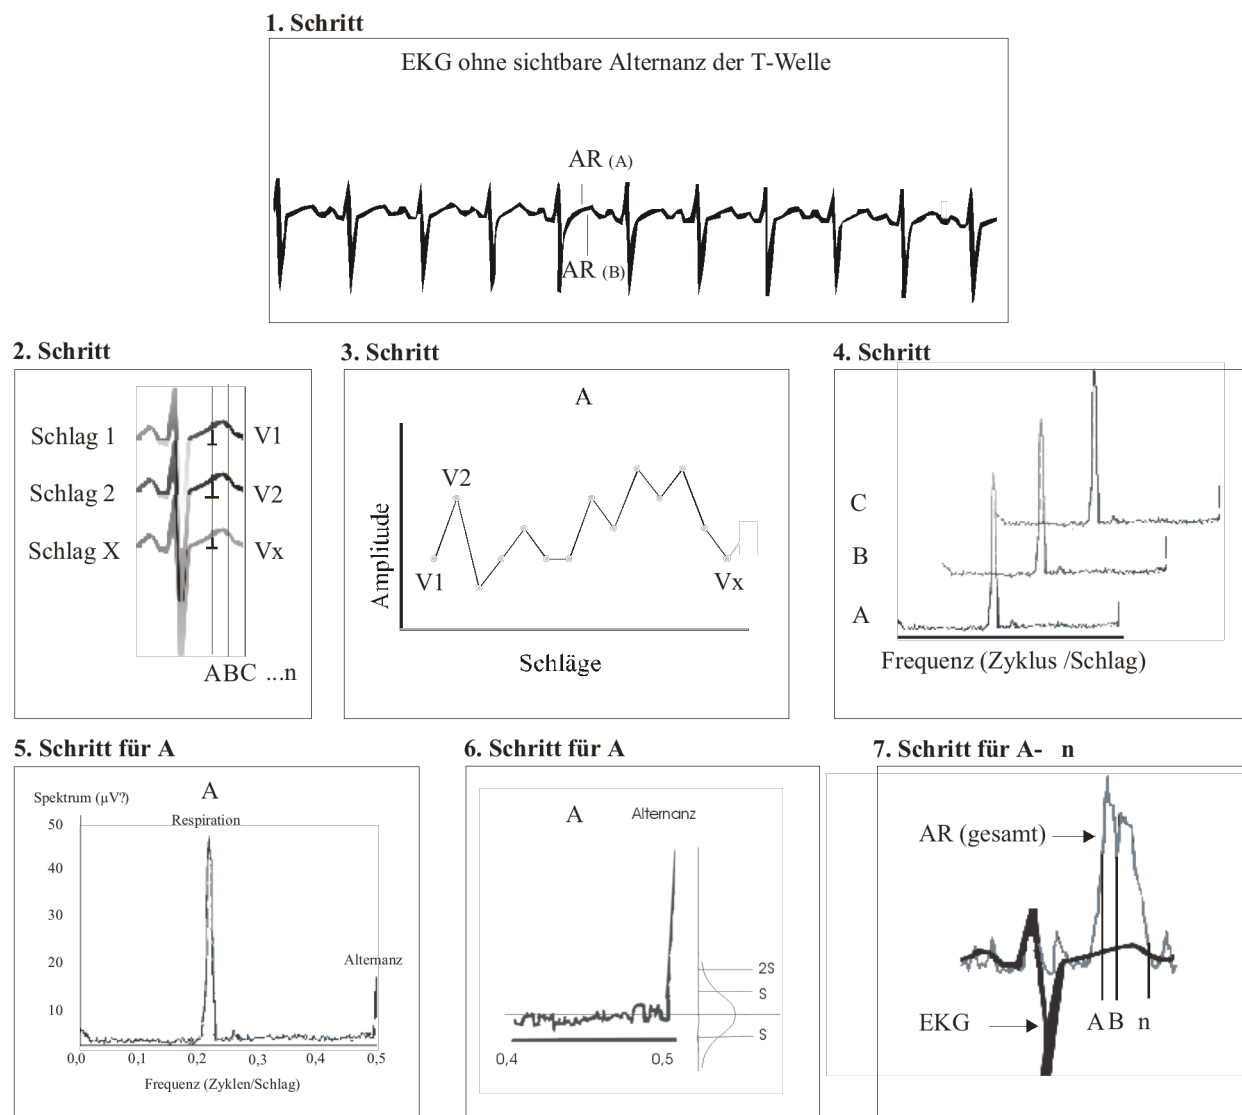 1. Schritt
EKG ohne sichtbare Alternanz der T-Welle
AR (A)
AR (B)
2. Schritt
Schlag 1
V1
Schlag 2
V2
Schlag X
Vx
ABC ...n
3. Schritt
A
Amplitude
V2
V1
Vx
Schläge
4. Schritt
C
B
A
Frequenz (Zyklus /Schlag)
5. Schritt für A
Spektrum (µV?)
A
Respiration
50
40
30
20
10
Alternanz
0,0 0,1 0,2 0,3 0,4 0,5
Frequenz (Zyklen/Schlag)
6. Schritt für A
A
Alternanz
2S
S
S
0,4 0,5
7. Schritt für A- n
AR (gesamt)
EKG
A B n